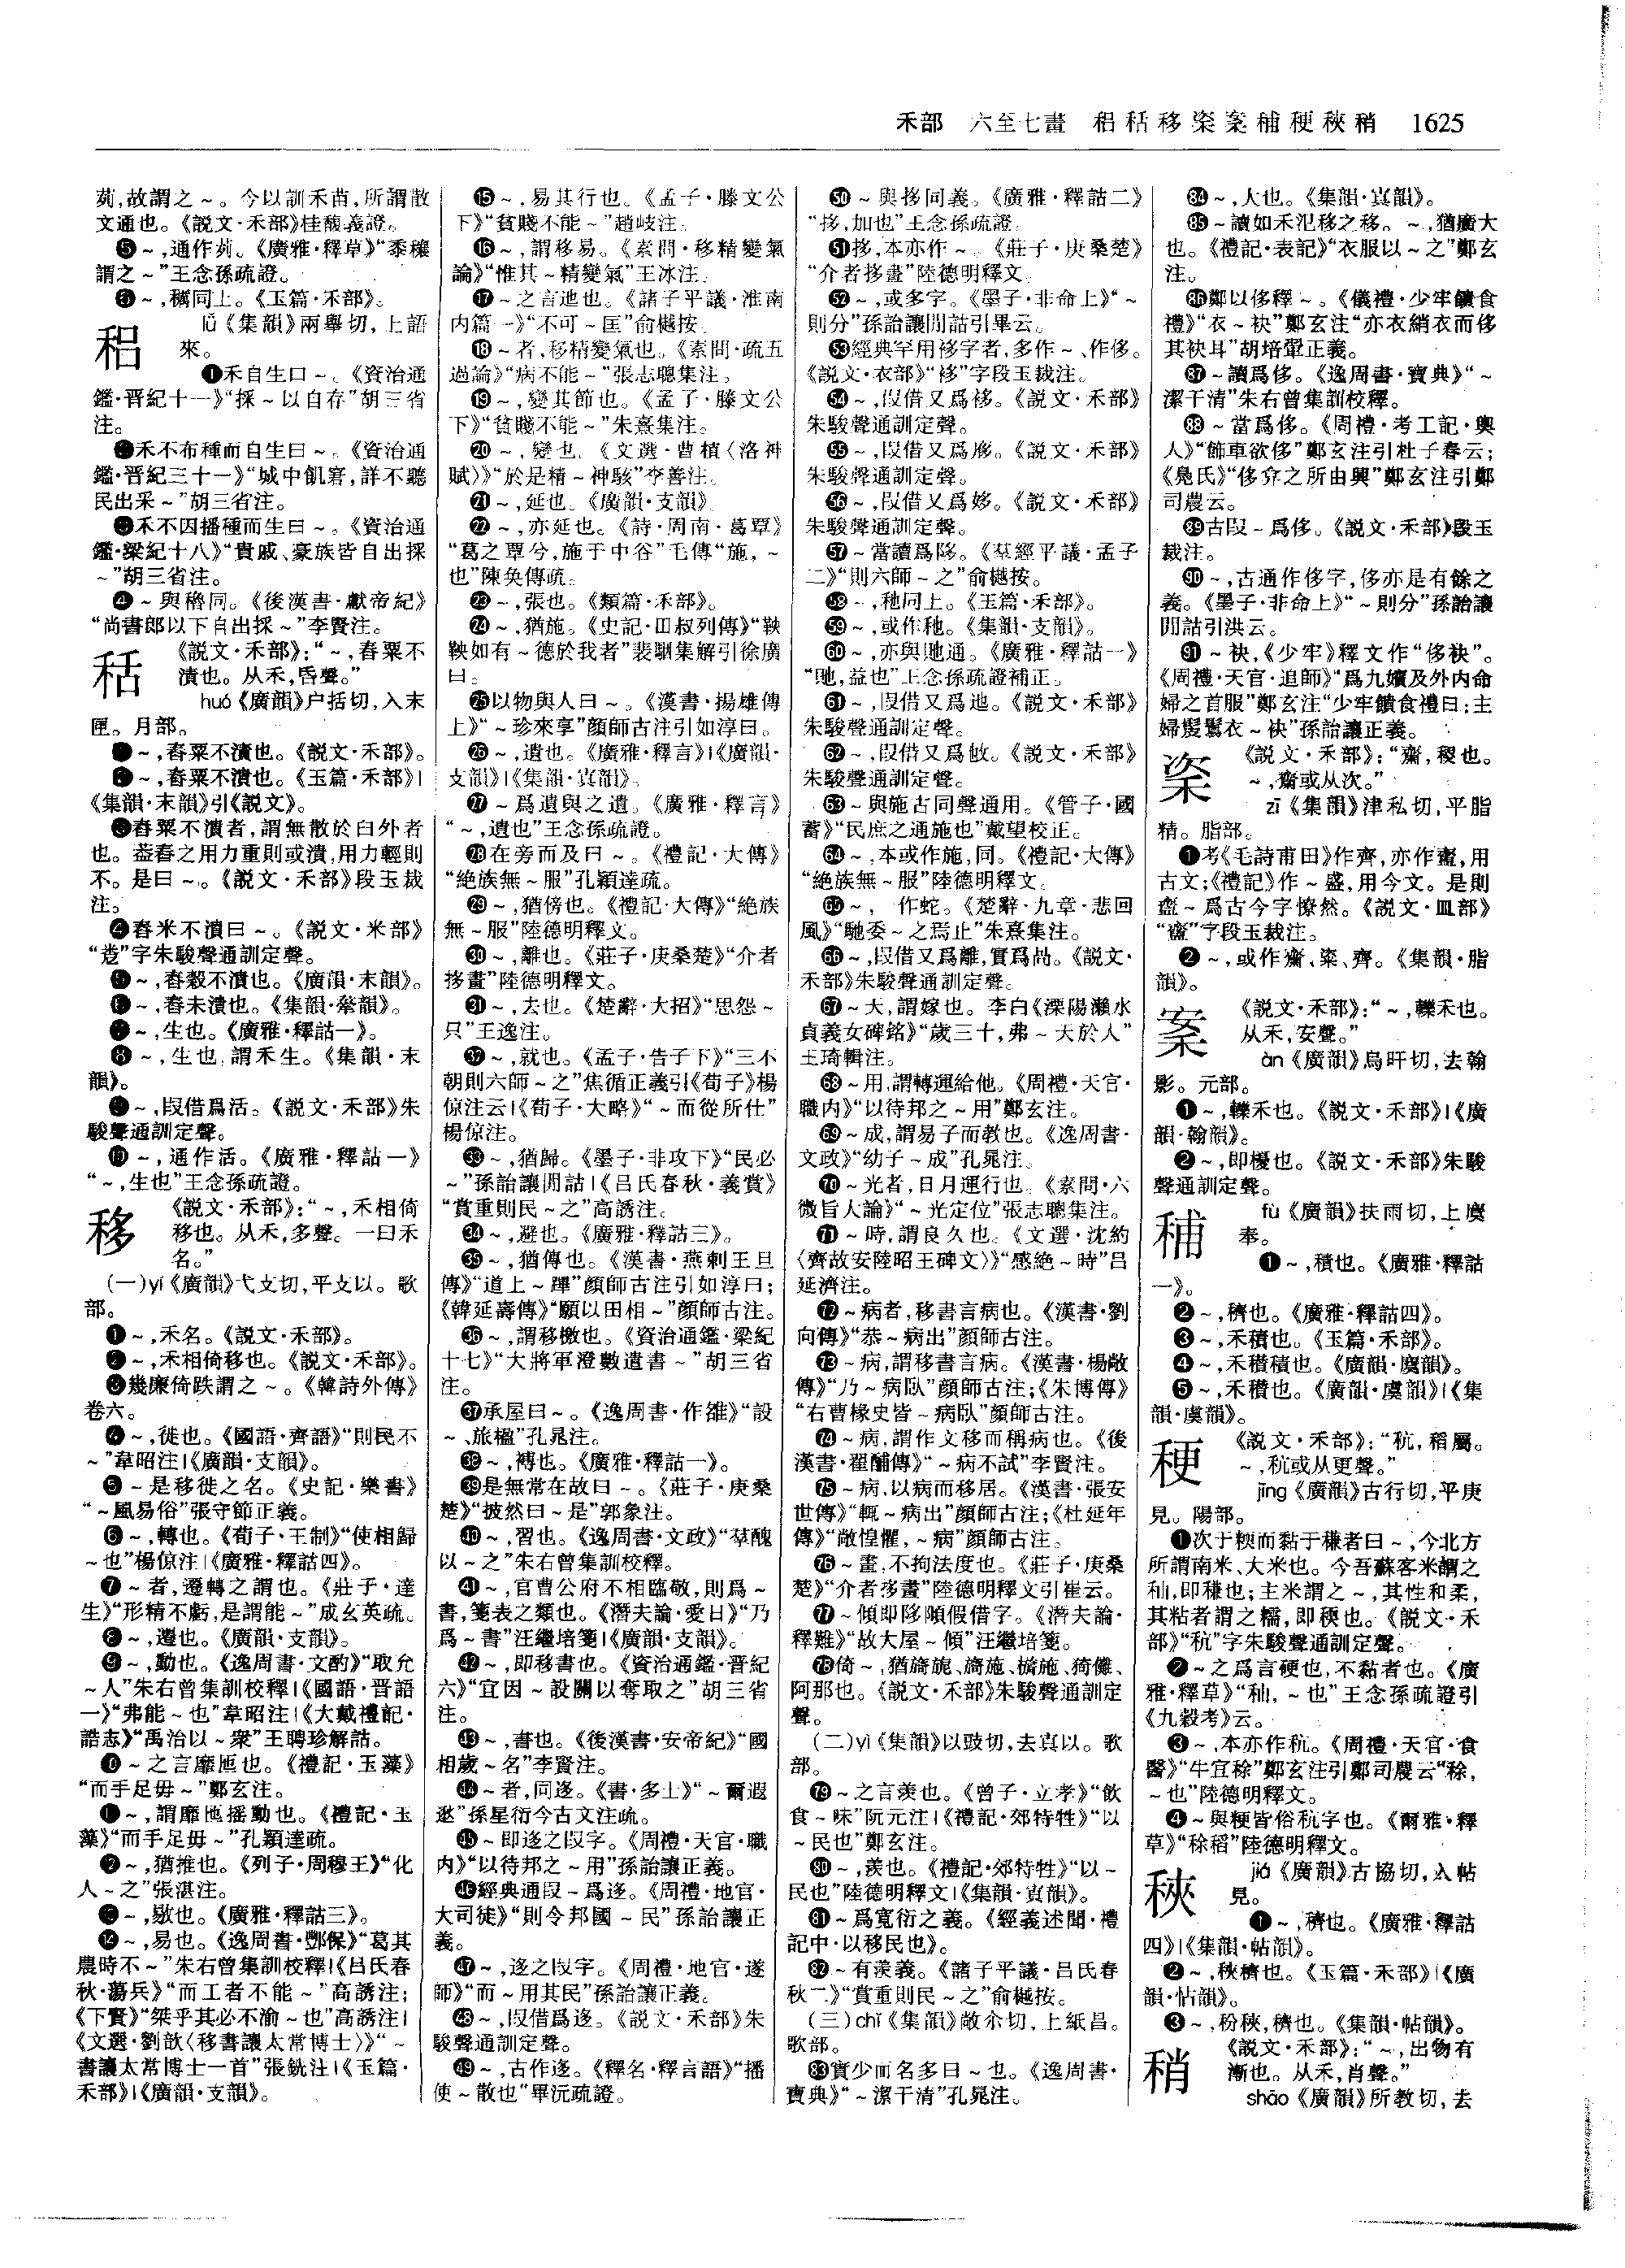 禾部　六至七畫　稆秳移秶案秿稉䅥稍　1625
茢,故謂之～。今以訓禾苗,所謂散
文通也。《説文·禾部》桂馥義證。
❺～,通作茢。《廣雅·釋草》“黍穰
謂之～”王念孫疏證。
❻～,穪同上。《玉篇·禾部》。
稆
lǚ《集韻》兩舉切,上語
來。
❶禾自生曰～。《資治通
鑑·晋紀十一》“採～以自存”胡三省
注。
❷禾不布種而自生曰～。《資治通
鑑·晋紀三十一》“城中飢窘,詳不聽
民出采～”胡三省注。
❸禾不因播種而生曰～。《資治通
鑑·梁紀十八》“貴戚、豪族皆自出採
～”胡三省注。
❹～與穭同。《後漢書·獻帝紀》
“尚書郎以下自出採～”李賢注。
秳
《説文·禾部》:“～,舂粟不
漬也。从禾,昏聲。”
huó《廣韻》户括切,入末
匣。月部。
❶～,舂粟不潰也。《説文·禾部》。
❷～,舂粟不潰也。《玉篇·禾部》|
《集韻·末韻》引《説文》。
❸舂粟不潰者,謂無散於臼外者
也。葢舂之用力重則或潰,用力輕則
不。是曰～。《説文·禾部》段玉裁
注。
❹舂米不潰曰～。《説文·米部》
字朱駿聲通訓定聲。
❺～,舂穀不潰也。《廣韻·末韻》。
❻～,舂未潰也。《集韻·祭韻》。
❼～,生也。《廣雅·釋詁一》。
❽～,生也,謂禾生。《集韻·末
韻》。
❾～,叚借爲活。《説文·禾部》朱
駿聲通訓定聲。
❿～,通作活。《廣雅·釋詁一》
“～,生也”王念孫疏證。
移
《説文·禾部》:“～,禾相倚
移也。从禾,多聲。一曰禾
名。”
(一)yí《廣韻》弋支切,平支以。歌
部。
❶～,禾名。《説文·禾部》。
❷～,禾相倚移也。《説文·禾部》。
❸幾廉倚跌謂之～。《韓詩外傳》
卷六。
❹～,徙也。《國語·齊語》“則民不
～”韋昭注|《廣韻·支韻》。
❺～是移徙之名。《史記·樂書》
“～風易俗”張守節正義。
❻～,轉也。《荀子·王制》“使相歸
～也”楊倞注|《廣雅·釋詁四》。
❼～者,遷轉之謂也。《莊子·達
生》“形精不虧,是謂能～”成玄英疏。
❽～,遷也。《廣韻·支韻》。
❾～,動也。《逸周書·文酌》“取允
～人”朱右曾集訓校釋|《國語·晋語
一》“弗能～也”韋昭注|《大戴禮記·
誥志》“禹治以～衆”王聘珍解詁。
❿～之言靡匜也。《禮記·玉藻》
“而手足毋～”鄭玄注。
⓫～,謂靡匜摇動也。《禮記·玉
藻》“而手足毋～”孔穎達疏。
⓬～,猶推也。《列子·周穆王》“化
人～之”張湛注。
⓭～,敡也。《廣雅·釋詁三》。
⓮～,易也。《逸周書·酆保》“葛其
農時不～”朱右曾集訓校釋|《吕氏春
秋·蕩兵》“而工者不能～”高誘注;
《下賢》“桀乎其必不渝～也”高誘注|
《文選·劉歆〈移書讓太常博士〉》“～
書讓太常博士一首”張銑注|《玉篇·
禾部》|《廣韻·支韻》。
⓯～,易其行也。《孟子·滕文公
下》“貧賤不能～”趙岐注。
⓰～,謂移易。《素問·移精變氣
論》“惟其～精變氣”王冰注。
⓱～之言迆也。《諸子平議·淮南
内篇一》“不可～匡”俞樾按。
⓲～者,移精變氣也。《素問·疏五
過論》“病不能～”張志聰集注。
⓳～,變其節也。《孟子·滕文公
下》“貧賤不能～”朱熹集注。
⓴～,變也。《文選·曹植〈洛神
賦〉》“於是精～神駭”李善注。
㉑～,延也。《廣韻·支韻》。
㉒～,亦延也。《詩·周南·葛覃》
“葛之覃兮,施于中谷”毛傳“施,～
也”陳奂傳疏。
㉓～,張也。《類篇·禾部》。
㉔～,猶施。《史記·田叔列傳》“鞅
鞅如有～德於我者”裴駰集解引徐廣
曰。
㉕以物與人曰～。《漢書·揚雄傳
上》“～珍來享”顔師古注引如淳曰。
㉖～,遺也。《廣雅·釋言》|《廣韻·
支韻》|《集韻·寘韻》。
㉗～爲遺與之遺。《廣雅·釋言》
“～,遺也”王念孫疏證。
㉘在旁而及曰～。《禮記·大傳》
“絶族無～服”孔穎達疏。
㉙～,猶傍也。《禮記·大傳》“絶族
無～服”陸德明釋文。
㉚～,離也。《莊子·庚桑楚》“介者
拸畫”陸德明釋文。
㉛～,去也。《楚辭·大招》“思怨～
只”王逸注。
㉜～,就也。《孟子·告子下》“三不
朝則六師～之”焦循正義引《荀子》楊
倞注云|《荀子·大略》“～而從所仕”
楊倞注。
㉝～,猶歸。《墨子·非攻下》“民必
～”孫詒讓閒詁|《吕氏春秋·義賞》
“賞重則民～之”高誘注。
㉞～,避也。《廣雅·釋詁三》。
㉟～,猶傳也。《漢書·燕剌王旦
傳》“道上～蹕”顔師古注引如淳曰;
《韓延壽傳》“願以田相～”顔師古注。
㊱～,謂移檄也。《資治通鑑·梁紀
十七》“大將軍澄數遣書～”胡三省
注。
㊲承屋曰～。《逸周書·作雒》“設
～、旅楹”孔晁注。
㊳～,榑也。《廣雅·釋詁一》。
㊴是無常在故曰～。《莊子·庚桑
楚》“披然曰～是”郭象注。
㊵～,習也。《逸周書·文政》“萃醜
以～之”朱右曾集訓校釋。
㊶～,官曹公府不相臨敬,則爲～
書,箋表之類也。《潛夫論·愛日》“乃
爲～書”汪繼培箋|《廣韻·支韻》。
㊷～,即移書也。《資治通鑑·晋紀
六》“宜因～設關以奪取之”胡三省
注。
㊸～,書也。《後漢書·安帝紀》“國
相歲～名”李賢注。
㊹～者,同迻。《書·多士》“～爾遐
逖”孫星衍今古文注疏。
㊺～即迻之叚字。《周禮·天官·職
内》“以待邦之～用”孫詒讓正義。
㊻經典通叚～爲迻。《周禮·地官·
大司徒》“則令邦國～民”孫詒讓正
義。
㊼～,迻之叚字。《周禮·地官·遂
師》“而～用其民”孫詒讓正義。
㊽～,叚借爲迻。《説文·禾部》朱
駿聲通訓定聲。
㊾～,古作迻。《釋名·釋言語》“播
使～散也”畢沅疏證。
㊿～與拸同義。《廣雅·釋詁二》
“拸,加也”王念孫疏證。
51拸,本亦作～。《莊子·庚桑楚》
“介者拸畫”陸德明釋文。
52～,或多字。《墨子·非命上》“～
則分”孫詒讓閒詁引畢云。
53經典罕用袳字者,多作～、作侈。
《説文·衣部》“袳”字段玉裁注。
54～,叚借又爲袳。《説文·禾部》
朱駿聲通訓定聲。
55～,叚借又爲廖。《説文·禾部》
朱駿聲通訓定聲。
56～,叚借又爲姼。《説文·禾部》
朱駿聲通訓定聲。
57～當讀爲陊。《羣經平議·孟子
二》“則六師～之”俞樾按。
58～,䄬同上。《玉篇·禾部》。
59～,或作䄬。《集韻·支韻》。
60～,亦與貤通。《廣雅·釋詁一》
“貤,益也”王念孫疏證補正。
61～,叚借又爲迆。《説文·禾部》
朱駿聲通訓定聲。
62～,叚借又爲㪏。《説文·禾部》
朱駿聲通訓定聲。
63～與施古同聲通用。《管子·國
蓄》“民庶之通施也”戴望校正。
64～,本或作施,同。《禮記·大傳》
“絶族無～服”陸德明釋文。
65～,一作蛇。《楚辭·九章·悲回
風》“馳委～之焉止”朱熹集注。
66～,叚借又爲離,實爲咼。《説文·
禾部》朱駿聲通訓定聲。
67～天,謂嫁也。李白《溧陽瀨水
貞義女碑銘》“歲三十,弗～天於人”
王琦輯注。
68～用,謂轉運給他。《周禮·天官·
職内》“以待邦之～用”鄭玄注。
69～成,謂易子而教也。《逸周書·
文政》“幼子～成”孔晁注。
70～光者,日月運行也。《素問·六
微旨大論》“～光定位”張志聰集注。
71～時,謂良久也。《文選·沈約
〈齊故安陸昭王碑文〉》“感絶～時”吕
延濟注。
72～病者,移書言病也。《漢書·劉
向傳》“恭～病出”顔師古注。
73～病,謂移書言病。《漢書·楊敞
傳》“乃～病卧”顔師古注;《朱博傳》
“右曹掾史皆～病卧”顔師古注。
74～病,謂作文移而稱病也。《後
漢書·翟酺傳》“～病不試”李賢注。
75～病,以病而移居。《漢書·張安
世傳》“輒～病出”顔師古注;《杜延年
傳》“敞惶懼,～病”顔師古注。
76～畫,不拘法度也。《莊子·庚桑
楚》“介者拸畫”陸德明釋文引崔云。
77～傾即陊頽假借字。《潛夫論·
釋難》“故大屋～傾”汪繼培箋。
78倚～,猶旖旎、旖施、檹施、猗儺、
阿那也。《説文·禾部》朱駿聲通訓定
聲。
(二)yì《集韻》以豉切,去寘以。歌
部。
79～之言羨也。《曾子·立孝》“飲
食～味”阮元注|《禮記·郊特牲》“以
～民也”鄭玄注。
80～,羨也。《禮記·郊特牲》“以～
民也”陸德明釋文|《集韻·寘韻》。
81～爲寬衍之義。《經義述聞·禮
記中·以移民也》。
82～有羨義。《諸子平議·吕氏春
秋二》“賞重則民～之”俞樾按。
(三)chǐ《集韻》敞尒切,上紙昌。
歌部。
83實少而名多曰～也。《逸周書·
寶典》“～潔干清”孔晁注。
84～,大也。《集韻·寘韻》。
85～讀如禾氾移之移。～,猶廣大
也。《禮記·表記》“衣服以～之”鄭玄
注。
86鄭以侈釋～。《儀禮·少牢饋食
禮》“衣～袂”鄭玄注“亦衣綃衣而侈
其袂耳”胡培翬正義。
87～讀爲侈。《逸周書·寶典》“～
潔干清”朱右曾集訓校釋。
88～當爲侈。《周禮·考工記·輿
人》“飾車欲侈”鄭玄注引杜子春云;
《凫氏》“侈弇之所由興”鄭玄注引鄭
司農云。
89古叚～爲侈。《説文·禾部》段玉
裁注。
90～,古通作侈字,侈亦是有餘之
義。《墨子·非命上》“～則分”孫詒讓
閒詁引洪云。
91～袂,《少牢》釋文作“侈袂”。
《周禮·天官·追師》“爲九嬪及外内命
婦之首服”鄭玄注“少牢饋食禮曰:主
婦髲鬄衣～袂”孫詒讓正義。
秶
《説文·禾部》:“齋,稷也。
～,齋或从次。”
zī《集韻》津私切,平脂
精。脂部。
❶考《毛詩甫田》作齊,亦作齍,用
古文;《禮記》作～盛,用今文。是則
齍～爲古今字憭然。《説文·皿部》
“齍”字段玉裁注。
❷～,或作齋、粢、齊。《集韻·脂
韻》。
案
《説文·禾部》:“～,轢禾也。
从禾,安聲。”
àn《廣韻》烏旰切,去翰
影。元部。
❶～,轢禾也。《説文·禾部》|《廣
韻·翰韻》。
❷～,即櫌也。《説文·禾部》朱駿
聲通訓定聲。
秿
fù《廣韻》扶雨切,上麌
奉。
❶～,積也。《廣雅·釋詁
一》。
❷～,穧也。《廣雅·釋詁四》。
❸～,禾積也。《玉篇·禾部》。
❹～,禾稸積也。《廣韻·麌韻》。
❺～,禾積也。《廣韻·虞韻》|《集
韻·虞韻》。
稉
《説文·禾部》:“秔,稻屬。
～,秔或从更聲。”
jīng《廣韻》古行切,平庚
見。陽部。
❶次于稬而黏于稴者曰～,今北方
所謂南米、大米也。今吾蘇客米謂之
秈,即稴也;主米謂之～,其性和柔,
其粘者謂之糯,即稬也。《説文·禾
部》“秔”字朱駿聲通訓定聲。
❷～之爲言硬也,不黏者也。《廣
雅·釋草》“秈,～也”王念孫疏證引
《九穀考》云。
❸～,本亦作秔。《周禮·天官·食
醫》“牛宜稌”鄭玄注引鄭司農云“稌,
～也”陸德明釋文。
❹～與粳皆俗秔字也。《爾雅·釋
草》“稌稻”陸德明釋文。
䅥
jiá《廣韻》古協切,入帖
見。
❶～,穧也。《廣雅·釋詁
四》|《集韻·帖韻》。
❷～,䅥穧也。《玉篇·禾部》|《廣
韻·帖韻》。
❸～,秎䅥,穧也。《集韻·帖韻》。
稍
《説文·禾部》:“～,出物有
漸也。从禾,肖聲。”
shāo《廣韻》所教切,去